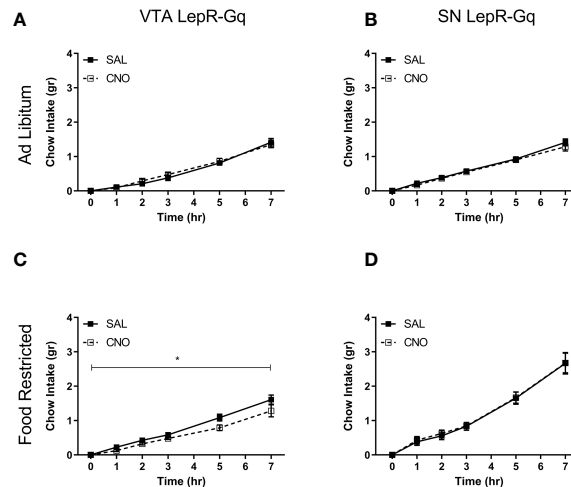 VTA LepR-Gq
SN LepR-Gq
Ad Libitum
Food Restricted
A
Chow Intake (gr)
4
3
2
1
0
SAL
CNO
0 1 2 3 4 5 6 7
Time (hr)
B
Chow Intake (gr)
4
3
2
1
0
SAL
CNO
0 1 2 3 4 5 6 7
Time (hr)
C
Chow Intake (gr)
4
3
2
1
0
SAL
CNO
*
0 1 2 3 4 5 6 7
Time (hr)
D
Chow Intake (gr)
4
3
2
1
0
SAL
CNO
0 1 2 3 4 5 6 7
Time (hr)